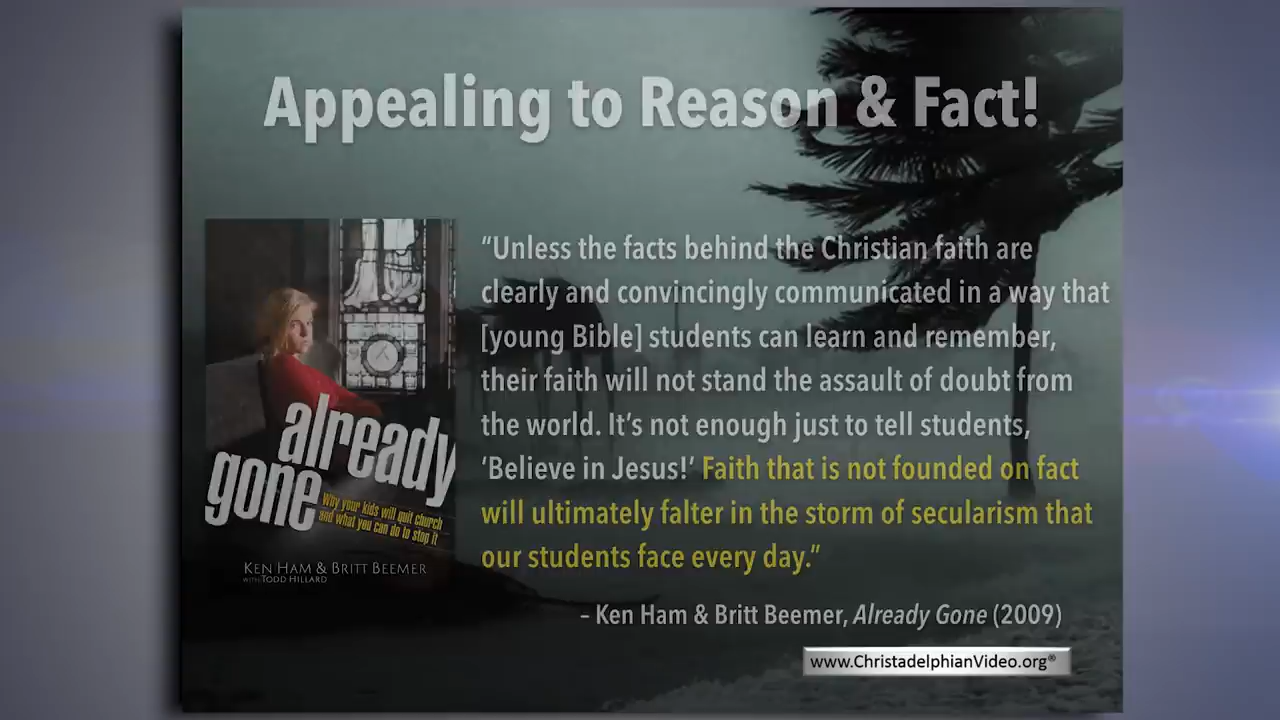 Appealing to Reason & Fact!
“Unless the facts behind the Christian faith are
clearly and convincingly communicated in a way that
[young Bible] students can learn and remember,
their faith will not stand the assault of doubt from
the world. It’s not enough just to tell students,
‘Believe in Jesus!’ Faith that is not founded on fact
will ultimately falter in the storm of secularism that
our students face every day.”
– Ken Ham & Britt Beemer, Already Gone (2009)
already
gone
Why your kids will quit church
and what you can do to stop it
KEN HAM & BRITT BEEMER
WITH TODD HILLARD
www.ChristadelphianVideo.org®